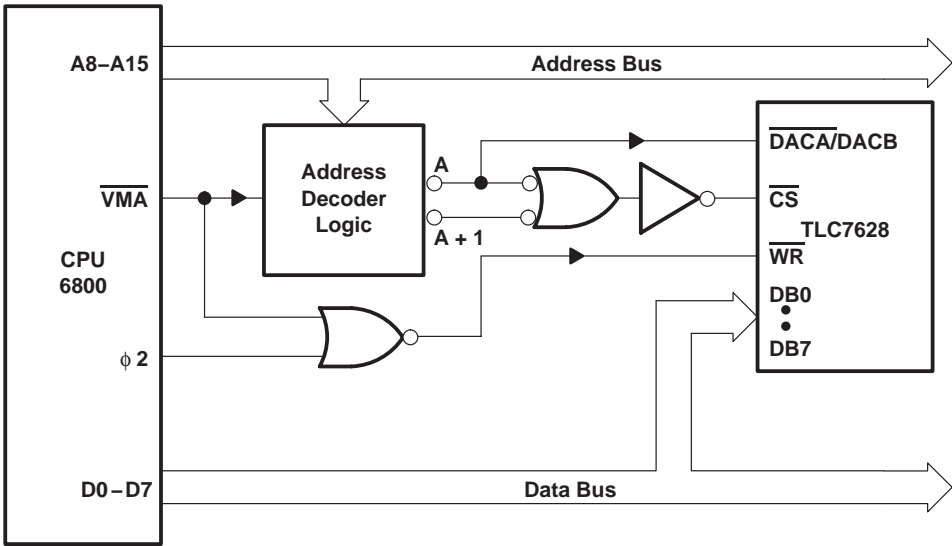 A8–A15
Address Bus
DACA/DACB
Address
Decoder
Logic
A
VMA
CS
A + 1
TLC7628
CPU
6800
WR
DB0
DB7
ϕ 2
D0–D7
Data Bus